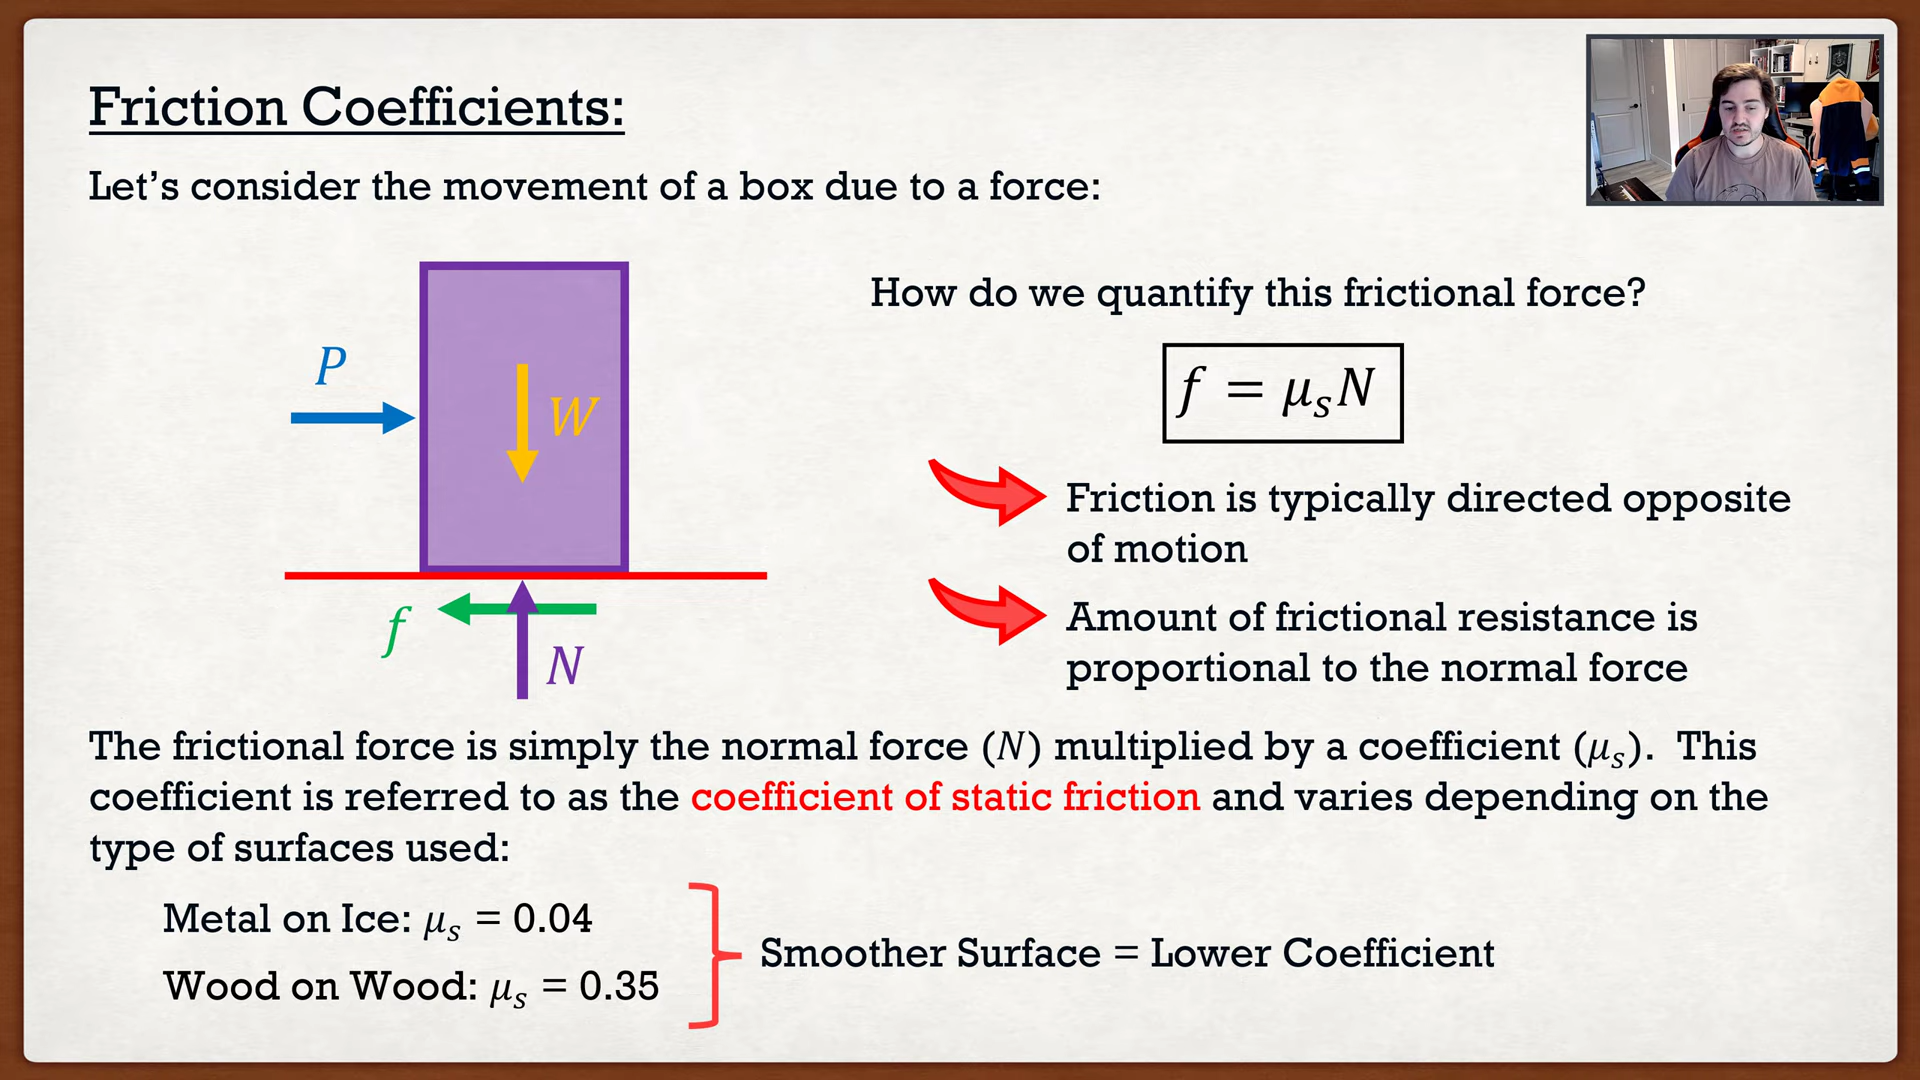 Friction Coefficients:
Let's consider the movement of a box due to a force:
How do we quantify this frictional force?
P
W
f = μₛN
Friction is typically directed opposite
of motion
f
N
Amount of frictional resistance is
proportional to the normal force
The frictional force is simply the normal force (N) multiplied by a coefficient (μₛ). This
coefficient is referred to as the coefficient of static friction and varies depending on the
type of surfaces used:
Metal on Ice: μₛ = 0.04
Wood on Wood: μₛ = 0.35
Smoother Surface = Lower Coefficient